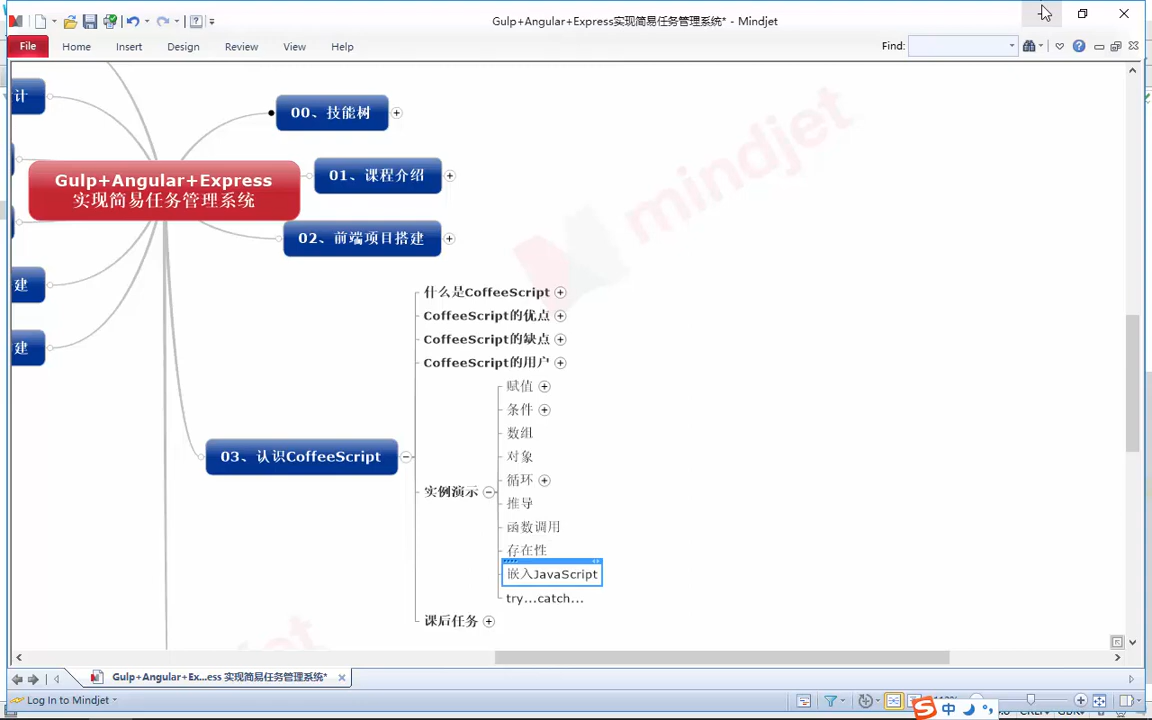 Gulp+Angular+Express实现简易任务管理系统* - Mindjet
File Home Insert Design Review View Help
Find:
计
00、技能树
Gulp+Angular+Express
实现简易任务管理系统
01、课程介绍
02、前端项目搭建
建
建
什么是CoffeeScript
CoffeeScript的优点
CoffeeScript的缺点
CoffeeScript的用户
赋值
条件
数组
对象
03、认识CoffeeScript
循环
实例演示
推导
函数调用
存在性
嵌入JavaScript
try...catch...
课后任务
mindjet
Gulp+Angular+Ex...ess 实现简易任务管理系统*
Log In to Mindjet
中